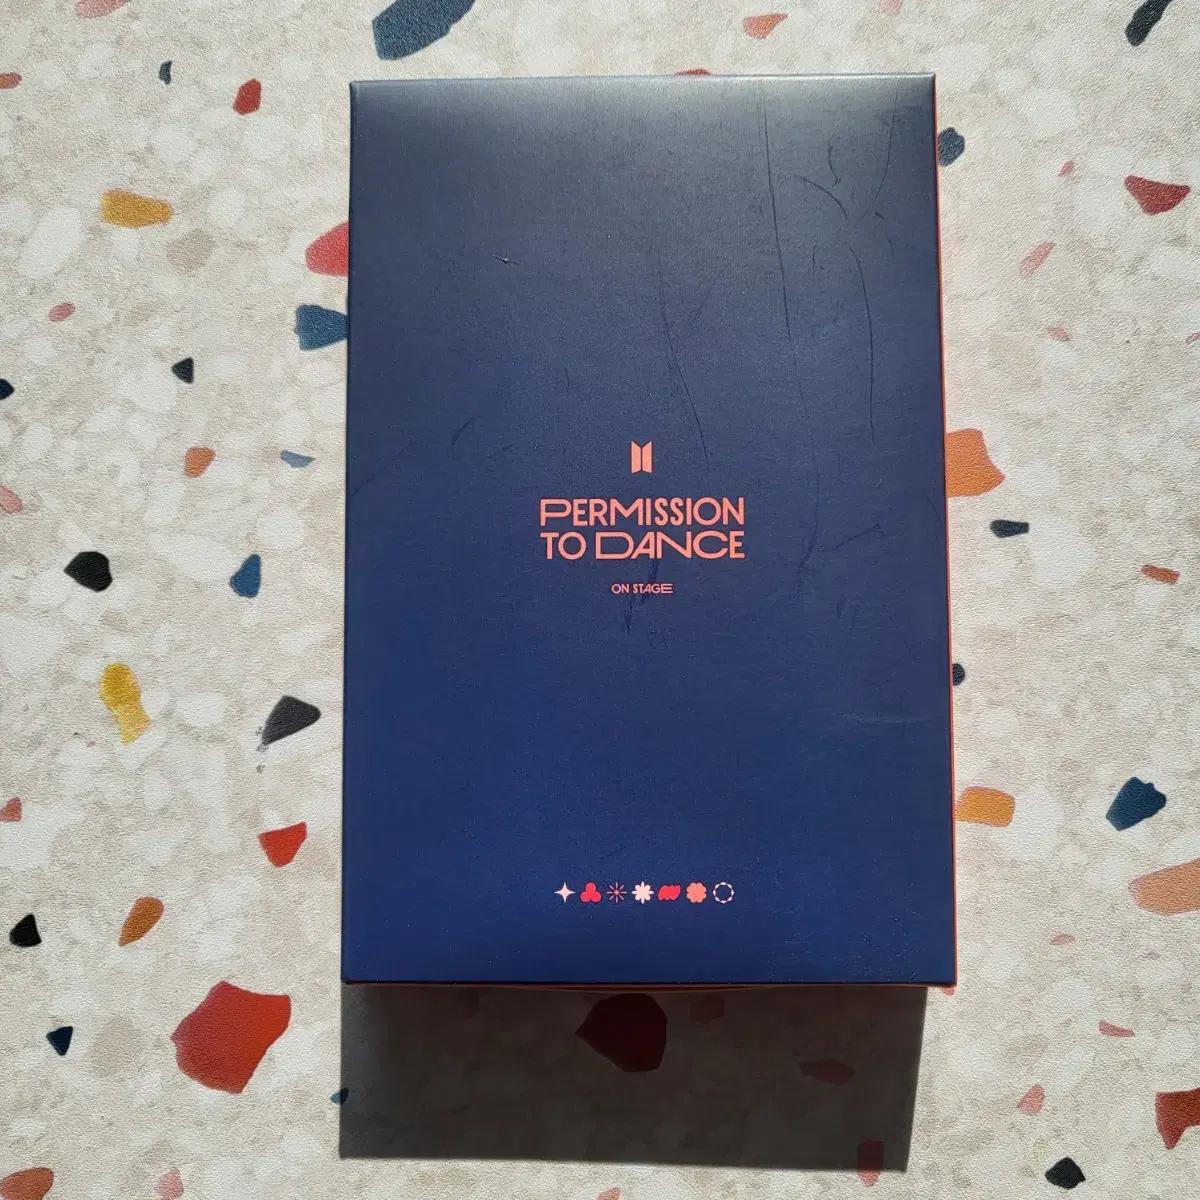 PERMISSION
TO DANCE
ON STAGE